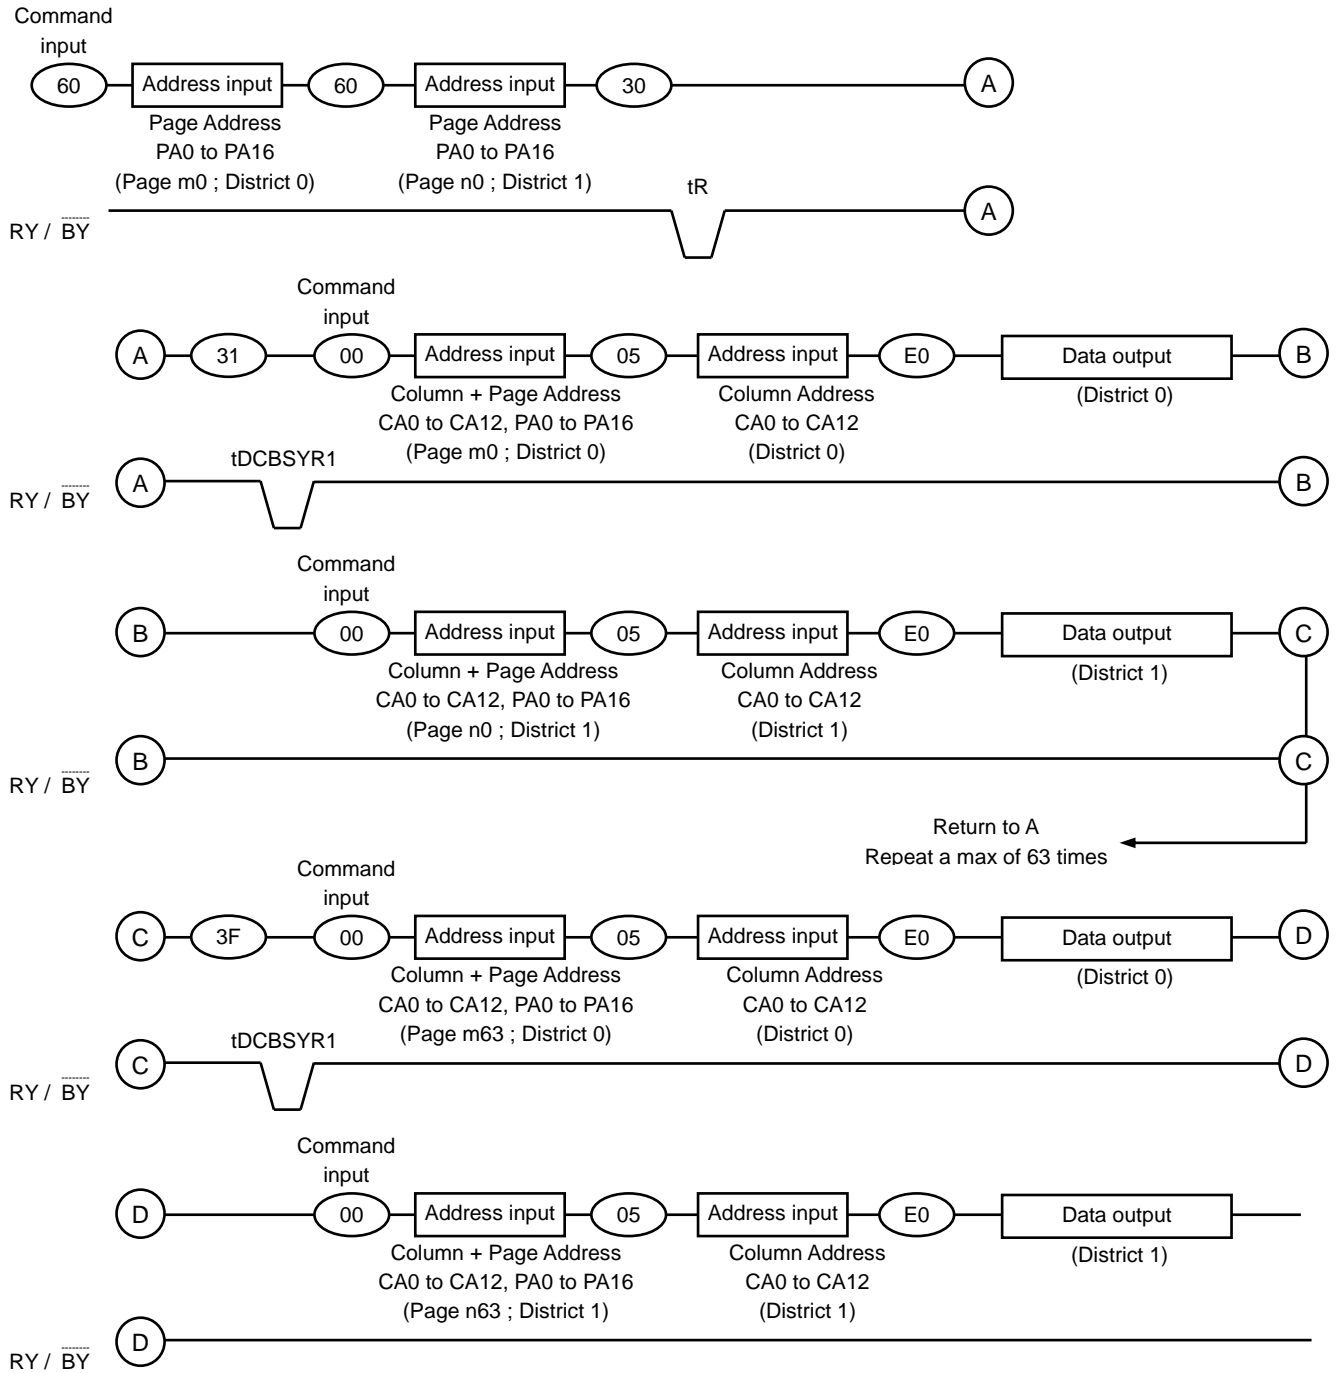 Command
input
60 Address input 60 Address input 30 A
Page Address Page Address
PA0 to PA16 PA0 to PA16
(Page m0 ; District 0) (Page n0 ; District 1) tR
A
RY / BY
Command
input
A 31 00 Address input 05 Address input E0 Data output B
Column + Page Address Column Address (District 0)
CA0 to CA12, PA0 to PA16 CA0 to CA12
(Page m0 ; District 0) (District 0)
tDCBSYR1
A B
RY / BY
Command
input
B 00 Address input 05 Address input E0 Data output C
Column + Page Address Column Address (District 1)
CA0 to CA12, PA0 to PA16 CA0 to CA12
(Page n0 ; District 1) (District 1)
B C
RY / BY
Return to A
Repeat a max of 63 times
Command
input
C 3F 00 Address input 05 Address input E0 Data output D
Column + Page Address Column Address (District 0)
CA0 to CA12, PA0 to PA16 CA0 to CA12
(Page m63 ; District 0) (District 0)
tDCBSYR1
C D
RY / BY
Command
input
D 00 Address input 05 Address input E0 Data output
Column + Page Address Column Address (District 1)
CA0 to CA12, PA0 to PA16 CA0 to CA12
(Page n63 ; District 1) (District 1)
D
RY / BY